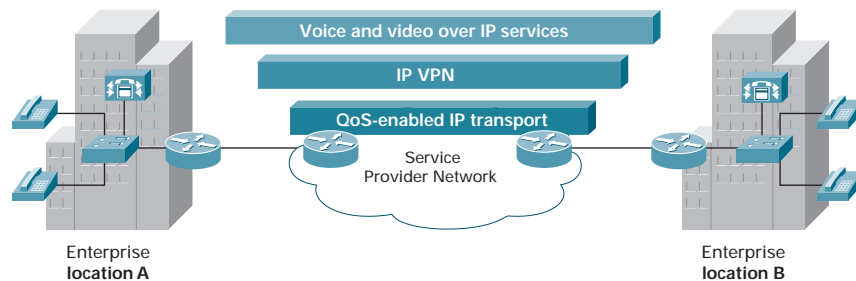 Voice and video over IP services
IP VPN
QoS-enabled IP transport
Service
Provider Network
Enterprise
location A
Enterprise
location B